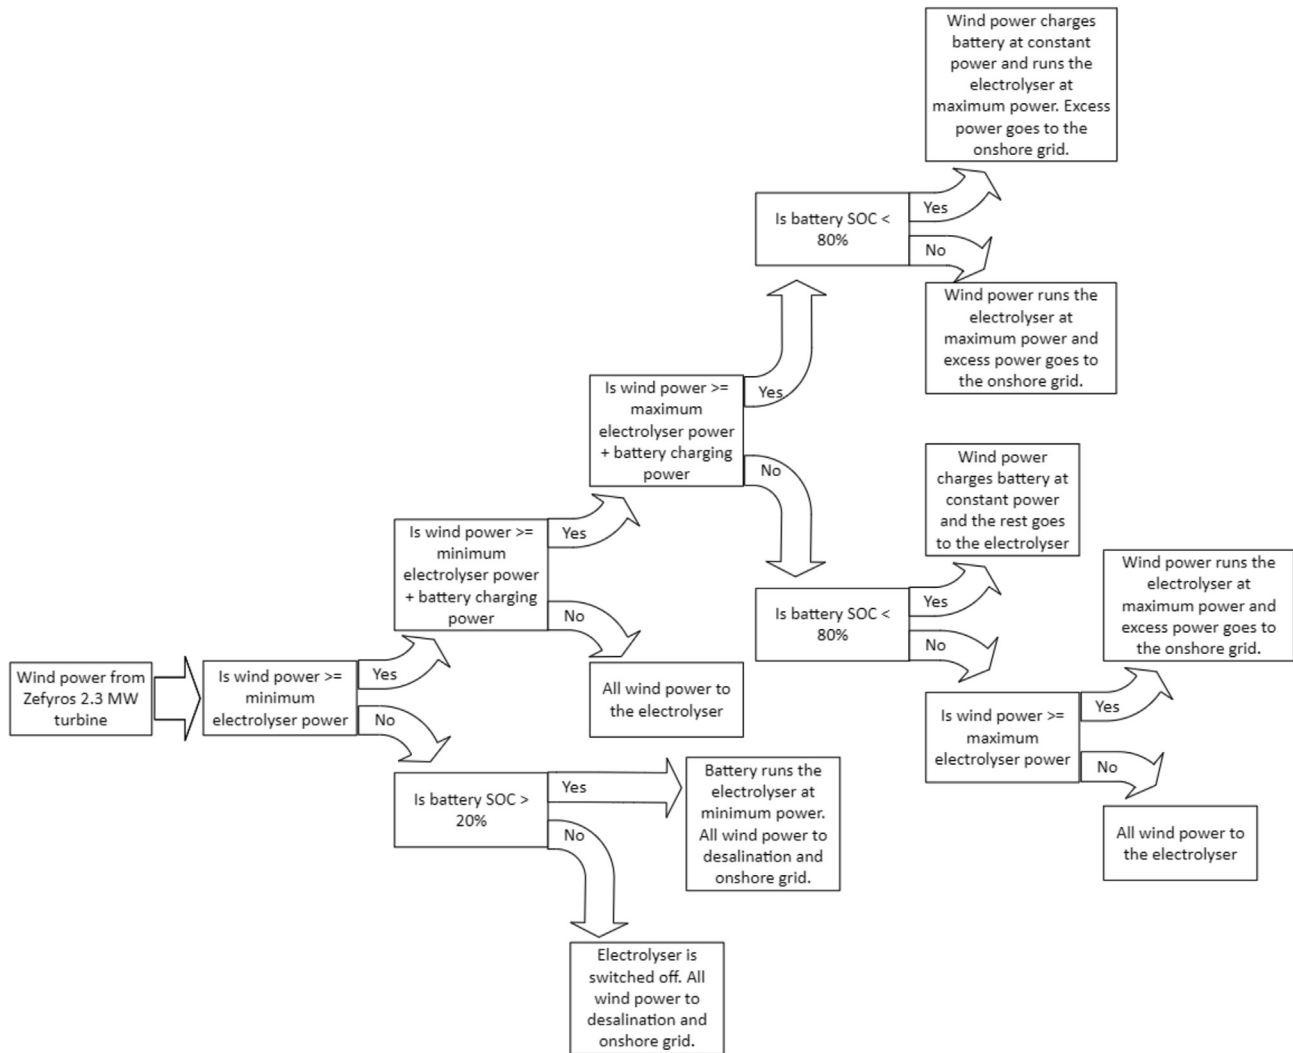 Wind power from
Zefyros 2.3 MW
turbine
Is wind power >=
minimum
electrolyser power
Yes
No
Is wind power >=
minimum
electrolyser power
+ battery charging
power
Yes
No
Is battery SOC >
20%
Yes
No
Is wind power >=
maximum
electrolyser power
+ battery charging
power
Yes
No
All wind power to
the electrolyser
Battery runs the
electrolyser at
minimum power.
All wind power to
desalination and
onshore grid.
Electrolyser is
switched off. All
wind power to
desalination and
onshore grid.
Is battery SOC <
80%
Yes
No
Wind power charges
battery at constant
power and runs the
electrolyser at
maximum power. Excess
power goes to the
onshore grid.
Wind power runs the
electrolyser at
maximum power and
excess power goes to
the onshore grid.
Is battery SOC <
80%
Yes
No
Wind power
charges battery at
constant power
and the rest goes
to the electrolyser
Is wind power >=
maximum
electrolyser power
Yes
No
Wind power runs the
electrolyser at
maximum power and
excess power goes to
the onshore grid.
All wind power to
the electrolyser